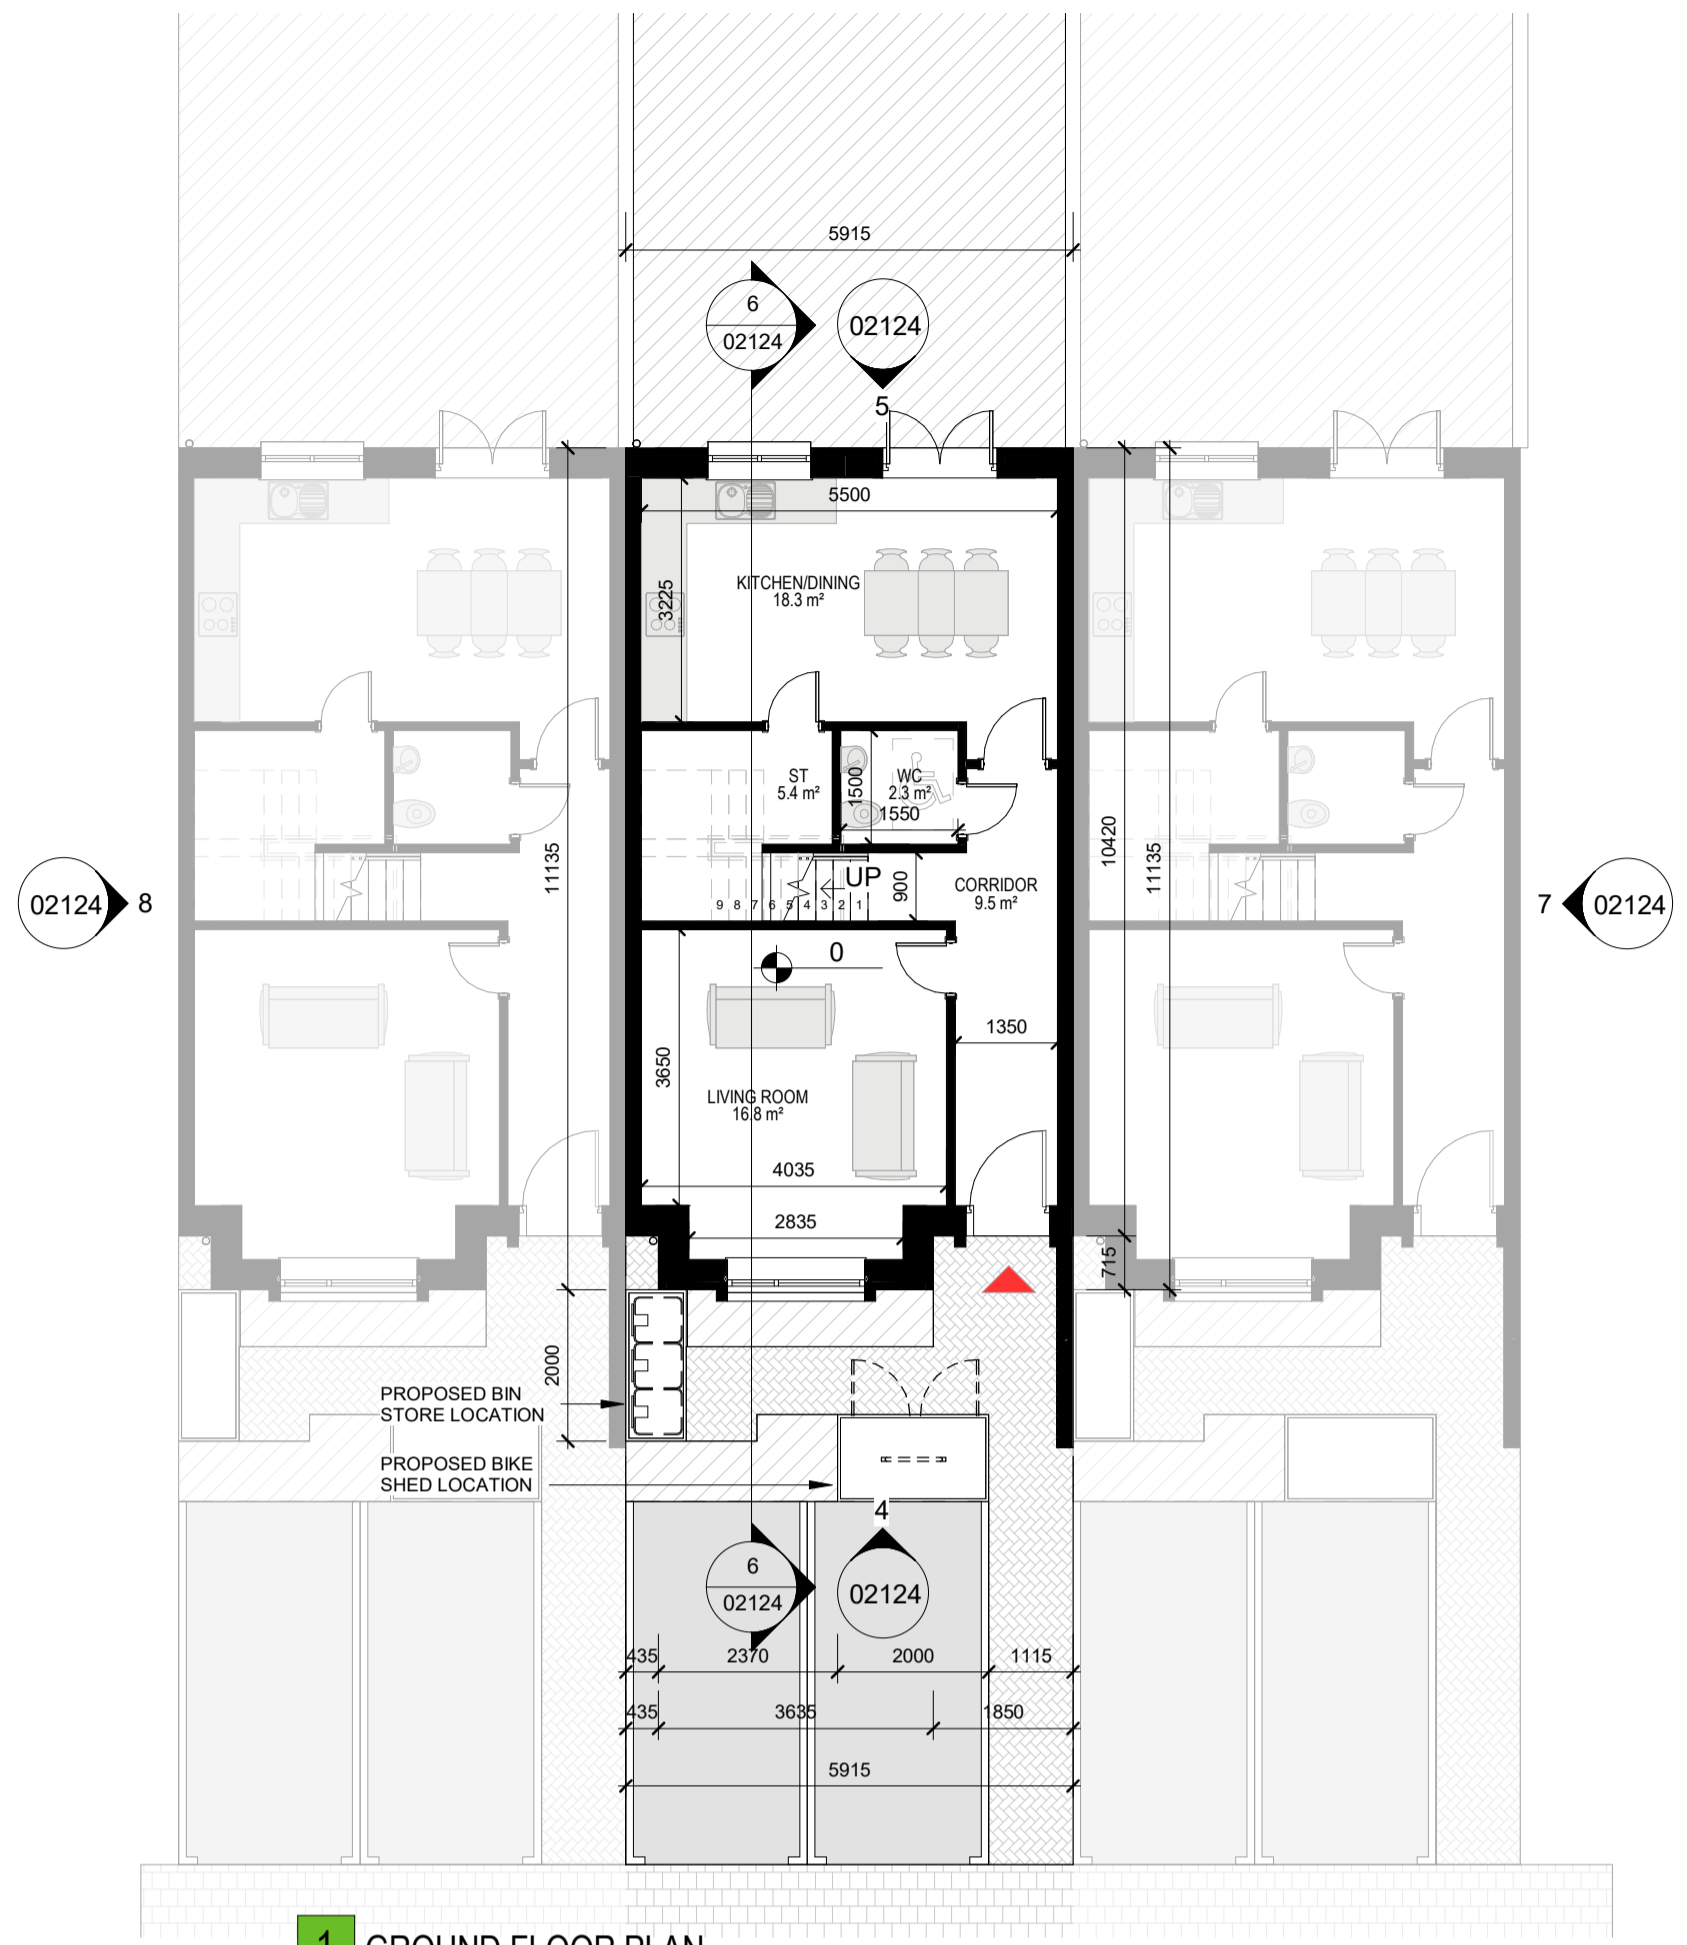 5915
6
02124
02124
5
5500
3225
KITCHEN/DINING
18.3 m²
ST
5.4 m²
1500
WC
2.3 m²
1550
11135
10420
11135
02124
8
UP
900
CORRIDOR
9.5 m²
9 8 7 6 5 4 3 2 1
7
02124
0
1350
3650
LIVING ROOM
16.8 m²
4035
2835
715
2000
PROPOSED BIN
STORE LOCATION
PROPOSED BIKE
SHED LOCATION
4
6
02124
02124
435
2370
2000
1115
435
3635
1850
5915
1
GROUND FLOOR PLAN